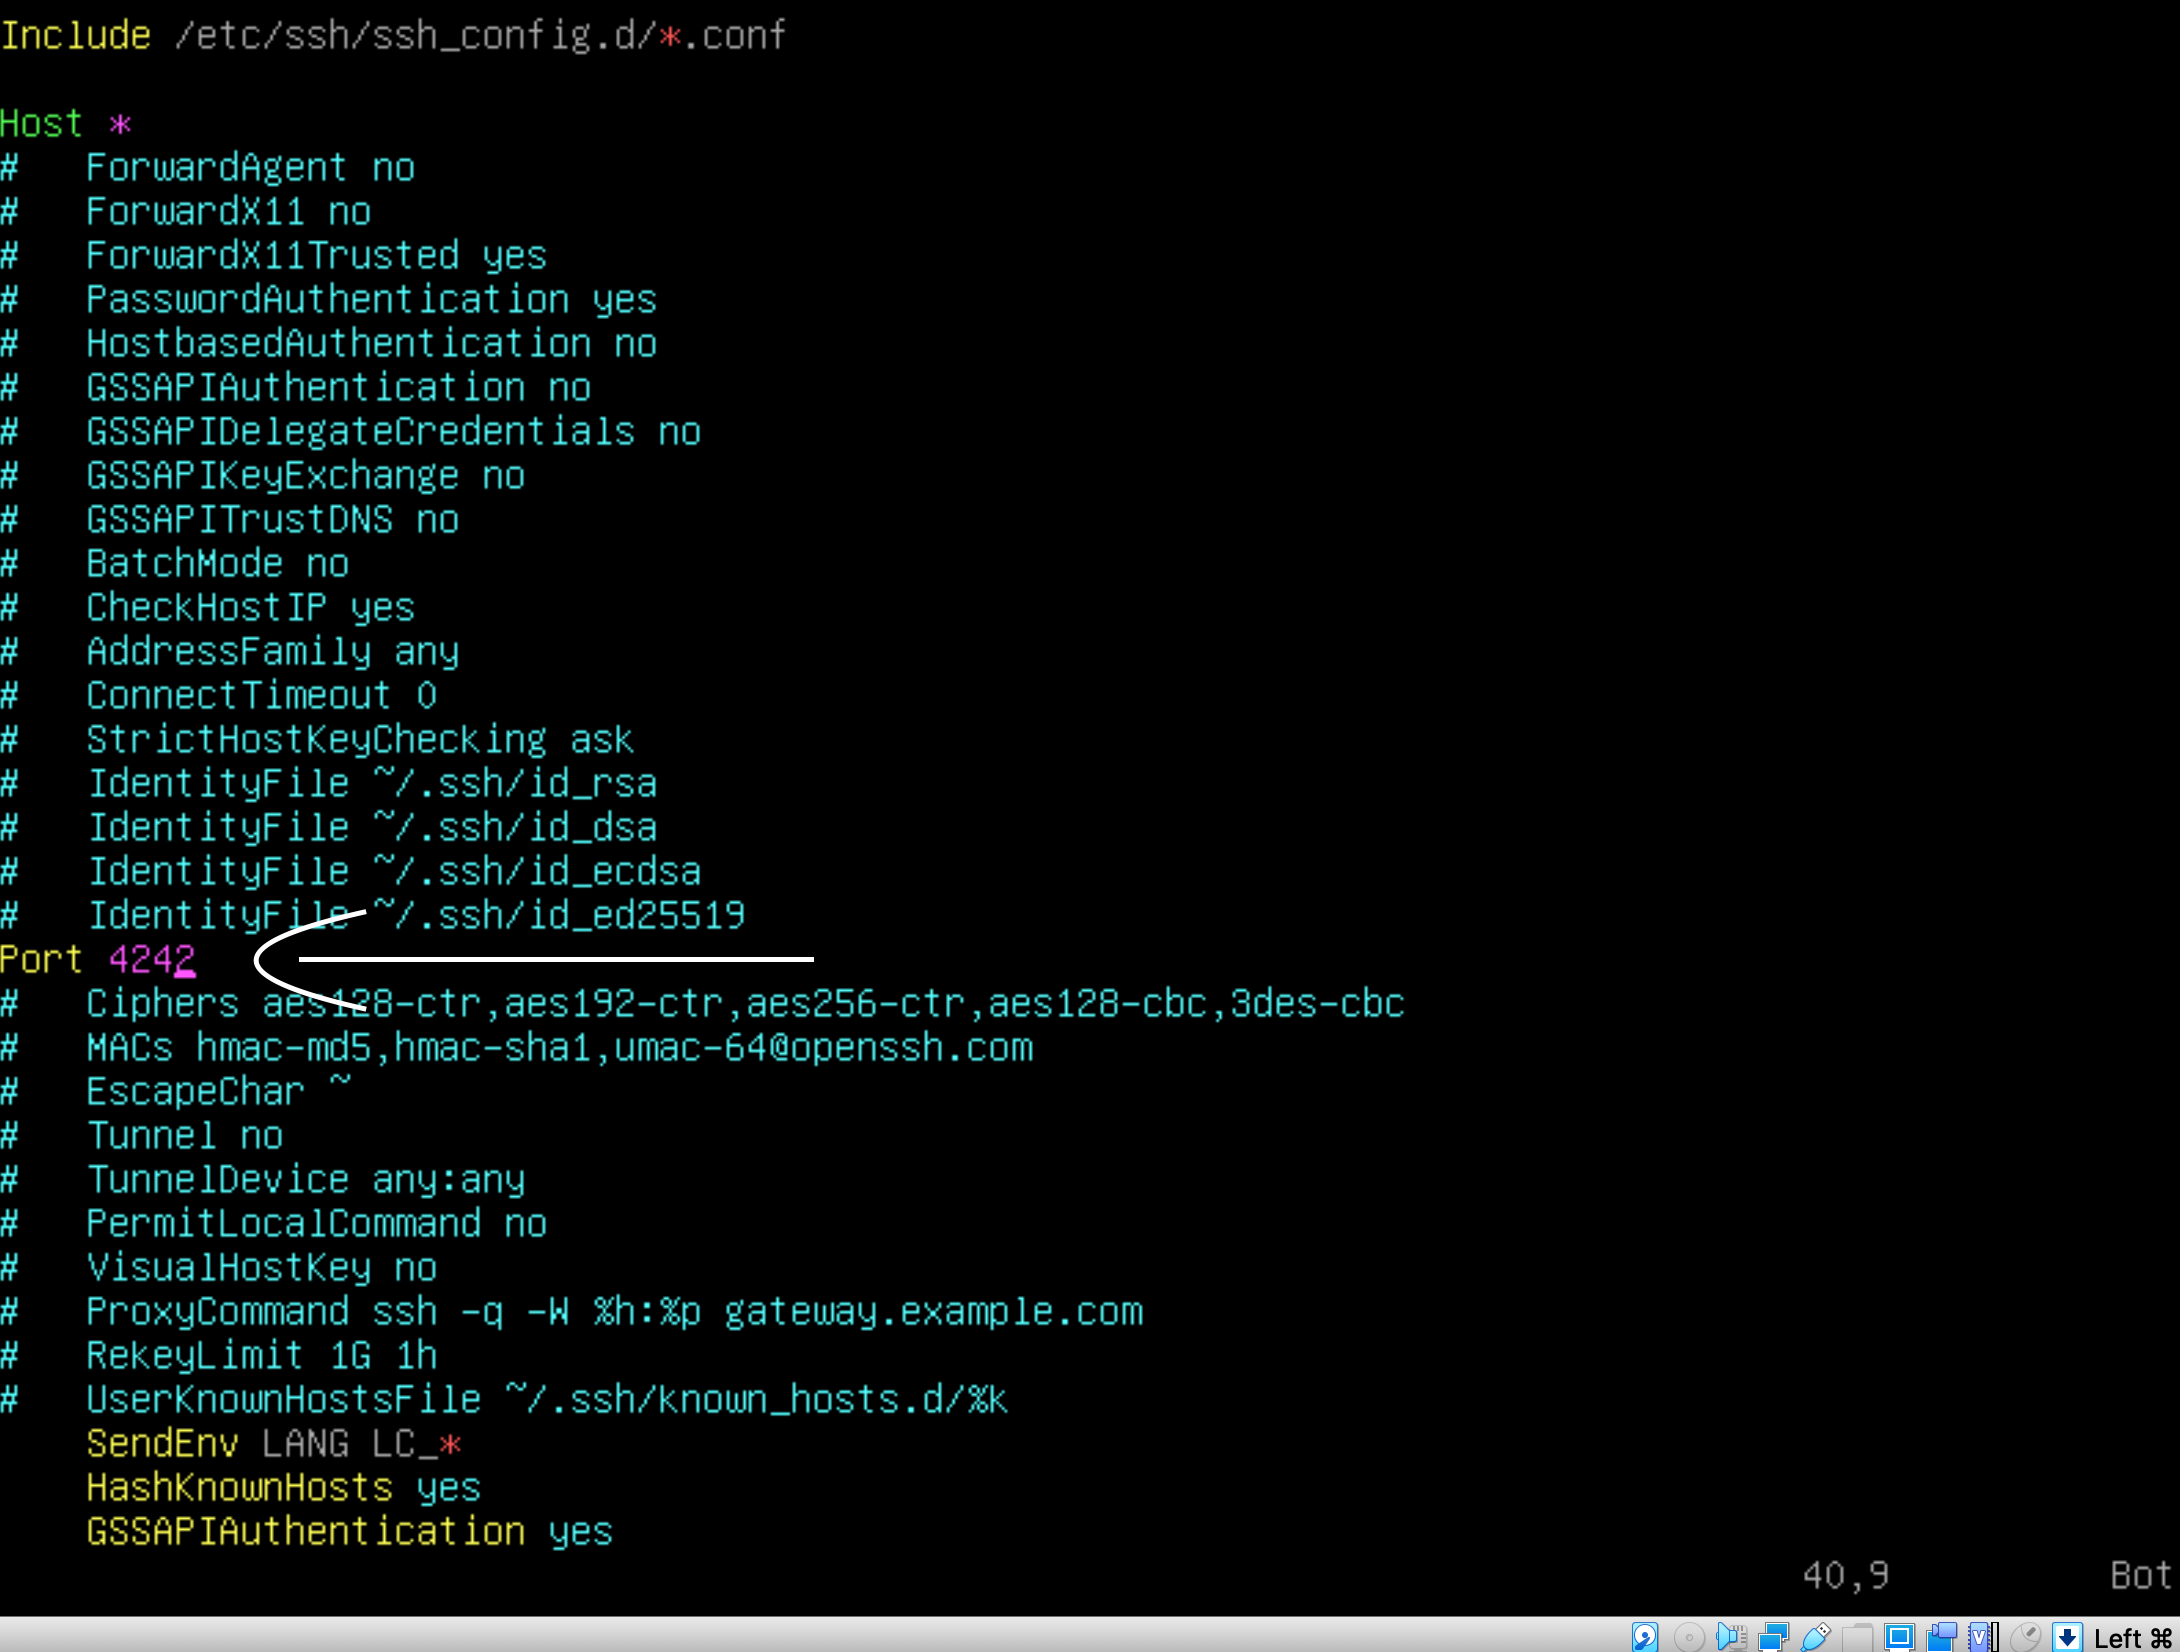 Include /etc/ssh/ssh_config.d/*.conf
Host *
#   ForwardAgent no
#   ForwardX11 no
#   ForwardX11Trusted yes
#   PasswordAuthentication yes
#   HostbasedAuthentication no
#   GSSAPIAuthentication no
#   GSSAPIDelegateCredentials no
#   GSSAPIKeyExchange no
#   GSSAPITrustDNS no
#   BatchMode no
#   CheckHostIP yes
#   AddressFamily any
#   ConnectTimeout 0
#   StrictHostKeyChecking ask
#   IdentityFile ~/.ssh/id_rsa
#   IdentityFile ~/.ssh/id_dsa
#   IdentityFile ~/.ssh/id_ecdsa
#   IdentityFile ~/.ssh/id_ed25519
Port 4242
#   Ciphers aes128-ctr,aes192-ctr,aes256-ctr,aes128-cbc,3des-cbc
#   MACs hmac-md5,hmac-sha1,umac-64@openssh.com
#   EscapeChar ~
#   Tunnel no
#   TunnelDevice any:any
#   PermitLocalCommand no
#   VisualHostKey no
#   ProxyCommand ssh -q -W %h:%p gateway.example.com
#   RekeyLimit 1G 1h
#   UserKnownHostsFile ~/.ssh/known_hosts.d/%k
    SendEnv LANG LC_*
    HashKnownHosts yes
    GSSAPIAuthentication yes
40,9 Bot
Left ⌘